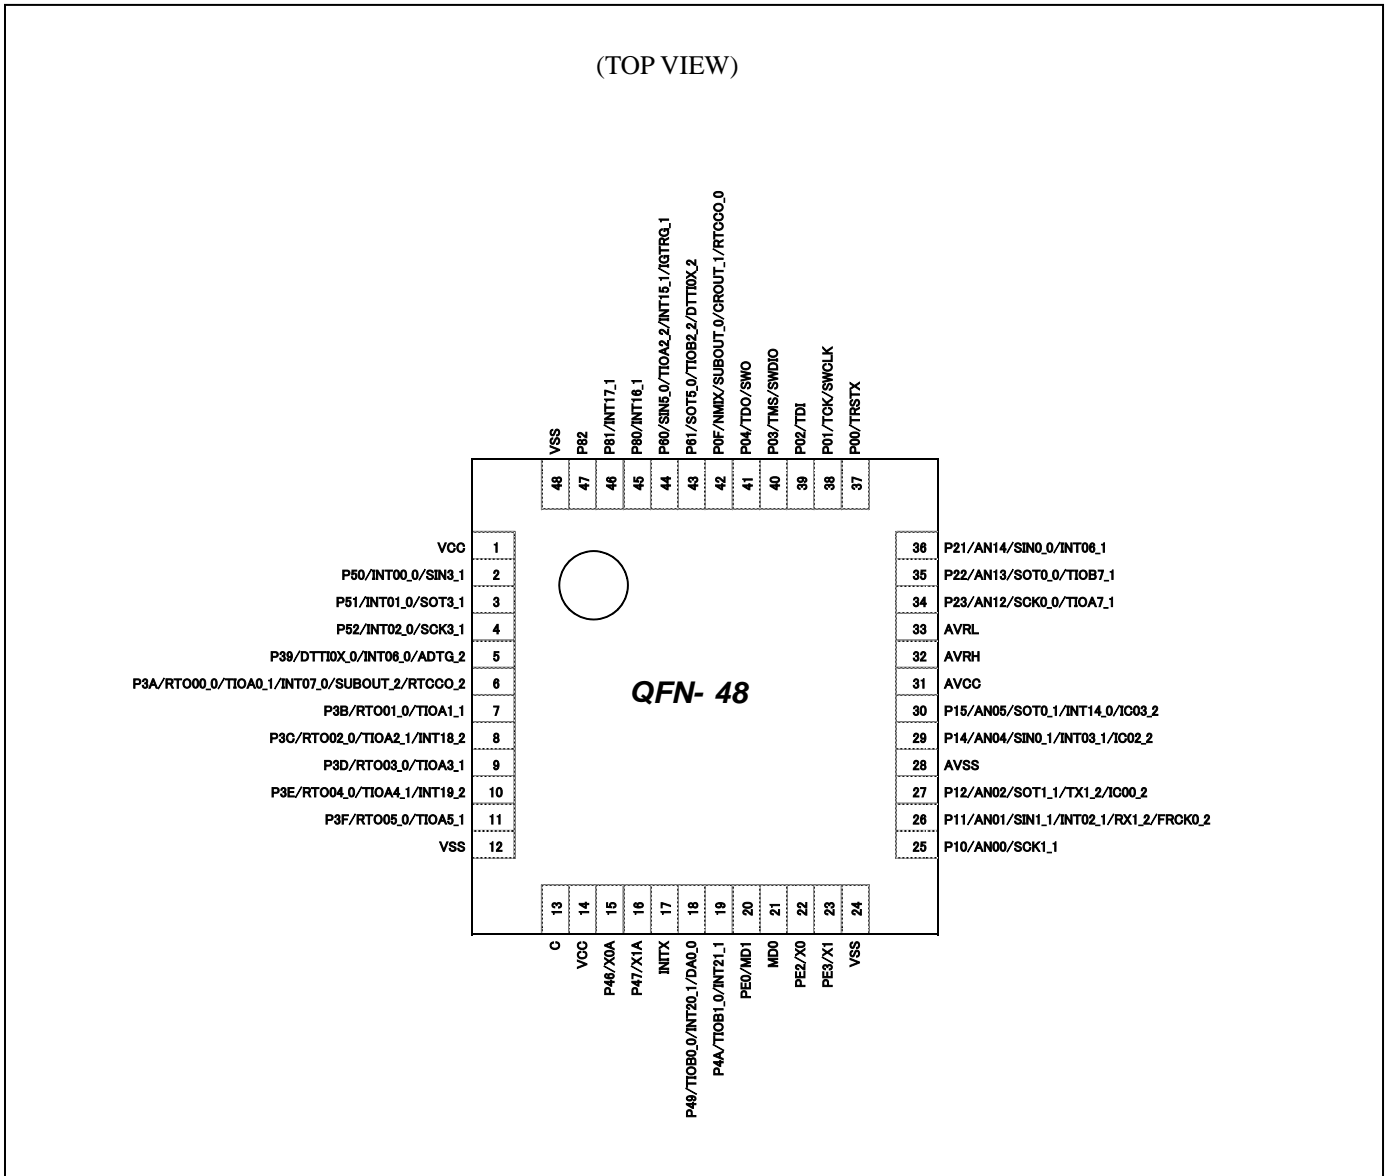 (TOP VIEW)
VSS
P82
P81/INT17_1
P80/INT16_1
P60/SIN5_0/TIOA2_2/INT15_1/IGTRG_1
P61/SOT5_0/TIOB2_2/DTTI0X_2
P0F/NMIX/SUBOUT_0/CROUT_1/RTCCO_0
P04/TDO/SWO
P03/TMS/SWDIO
P02/TDI
P01/TCK/SWCLK
P00/TRSTX
48 47 46 45 44 43 42 41 40 39 38 37
VCC 1
P50/INT00_0/SIN3_1 2
P51/INT01_0/SOT3_1 3
P52/INT02_0/SCK3_1 4
P39/DTTI0X_0/INT06_0/ADTG_2 5
P3A/RTO00_0/TIOA0_1/INT07_0/SUBOUT_2/RTCCO_2 6
P3B/RTO01_0/TIOA1_1 7
P3C/RTO02_0/TIOA2_1/INT18_2 8
P3D/RTO03_0/TIOA3_1 9
P3E/RTO04_0/TIOA4_1/INT19_2 10
P3F/RTO05_0/TIOA5_1 11
VSS 12
QFN- 48
36 P21/AN14/SIN0_0/INT06_1
35 P22/AN13/SOT0_0/TIOB7_1
34 P23/AN12/SCK0_0/TIOA7_1
33 AVRL
32 AVRH
31 AVCC
30 P15/AN05/SOT0_1/INT14_0/IC03_2
29 P14/AN04/SIN0_1/INT03_1/IC02_2
28 AVSS
27 P12/AN02/SOT1_1/TX1_2/IC00_2
26 P11/AN01/SIN1_1/INT02_1/RX1_2/FRCK0_2
25 P10/AN00/SCK1_1
13 14 15 16 17 18 19 20 21 22 23 24
C
VCC
P46/X0A
P47/X1A
INITX
P49/TIOB0_0/INT20_1/DA0_0
P4A/TIOB1_0/INT21_1
PE0/MD1
MD0
PE2/X0
PE3/X1
VSS